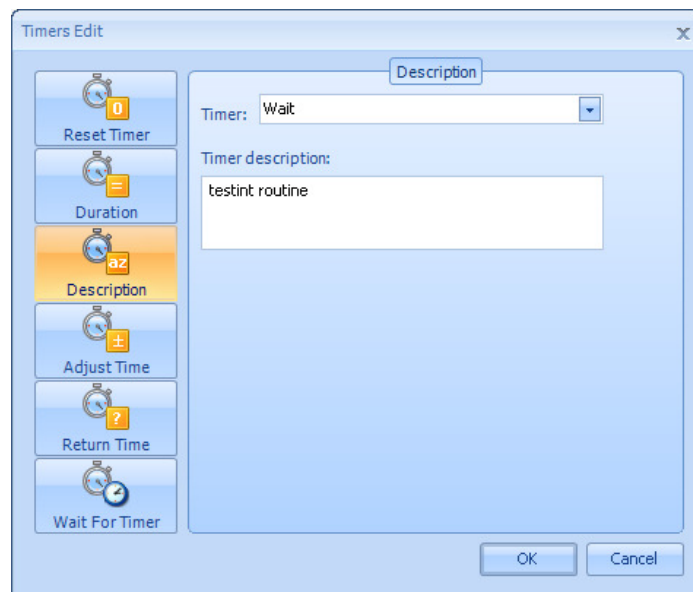 Timers Edit
x
Description
Timer: Wait
Timer description:
testint routine
0
Reset Timer
=
Duration
az
Description
±
Adjust Time
?
Return Time
Wait For Timer
OK
Cancel